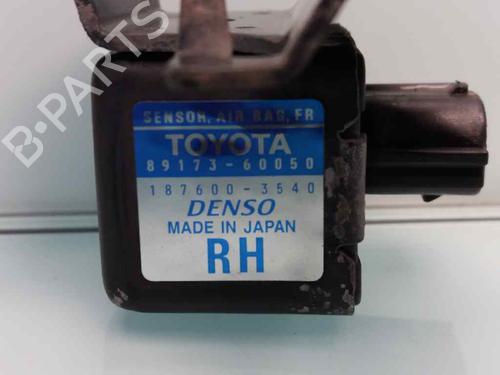 SENSOR, AIR BAG, FR
TOYOTA
89173-60050
187600-3540
DENSO
MADE IN JAPAN
RH
B-PARTS